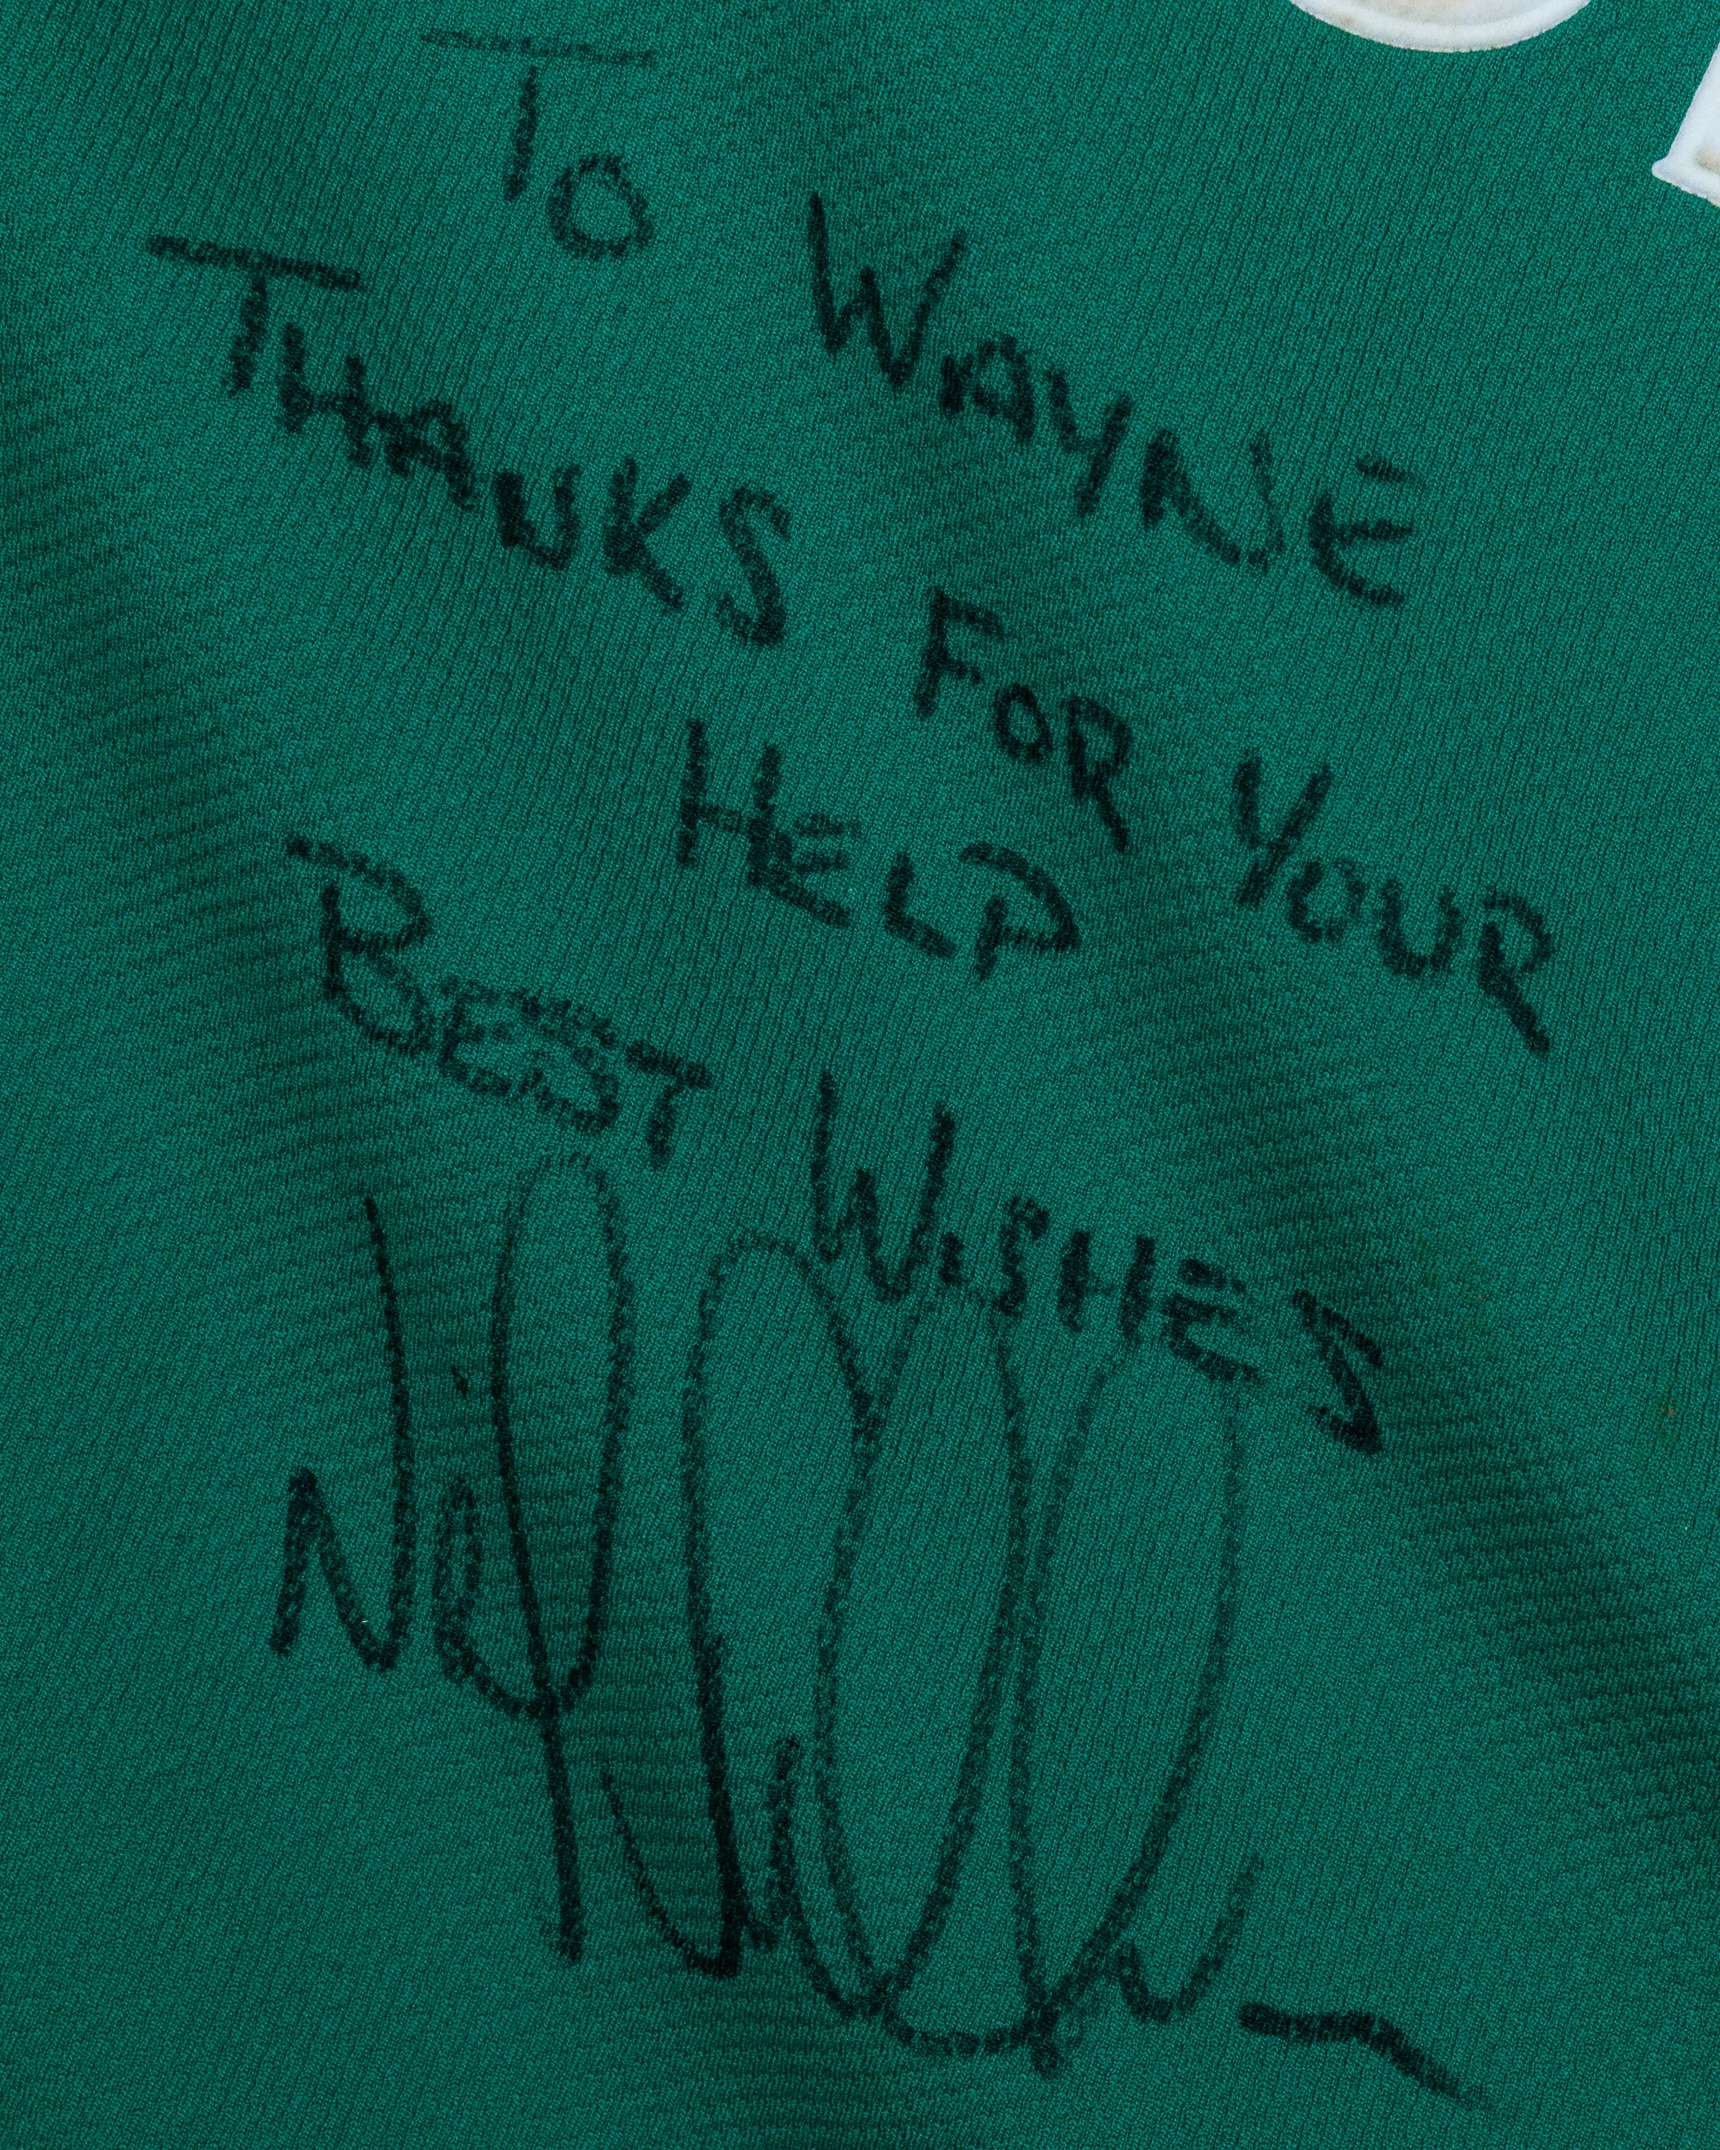 To WAYNE
THANKS FOR YOUR
HELP
BEST WISHES